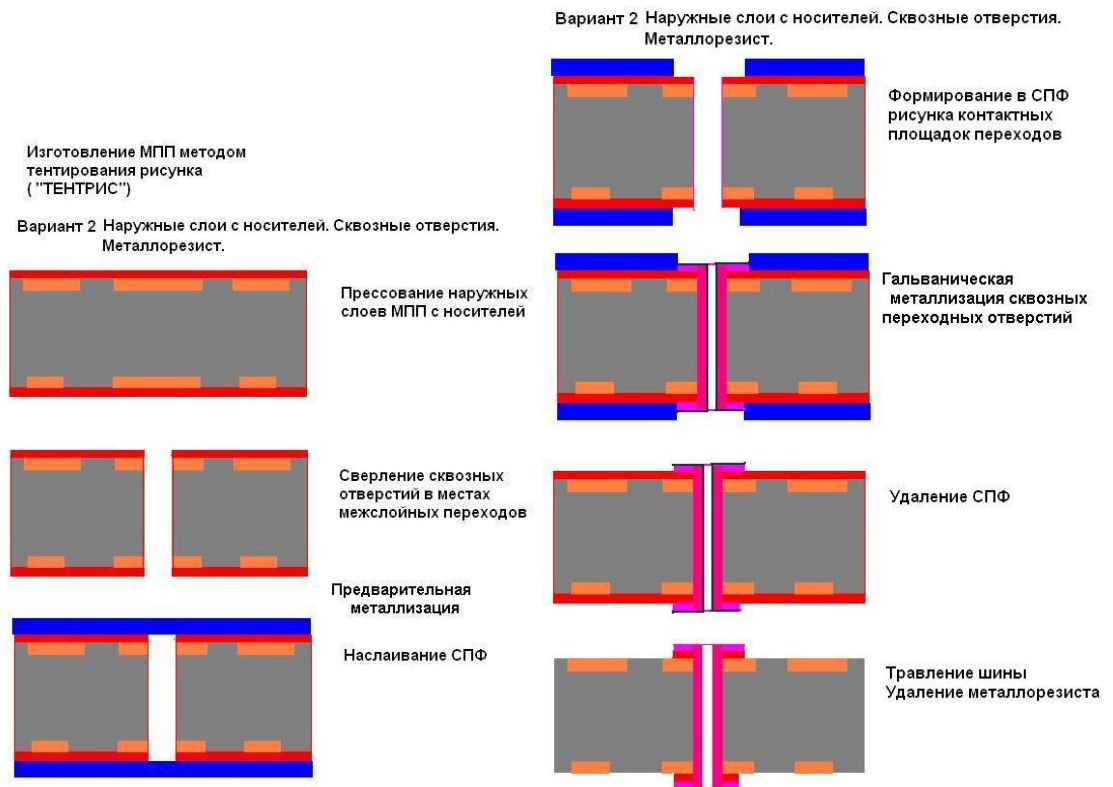 Изготовление МПП методом
тентирования рисунка
( "ТЕНТРИС")
Вариант 2 Наружные слои с носителей. Сквозные отверстия.
Металлорезист.
Прессование наружных
слоев МПП с носителей
Сверление сквозных
отверстий в местах
межслойных переходов
Предварительная
металлизация
Наслаивание СПФ
Вариант 2 Наружные слои с носителей. Сквозные отверстия.
Металлорезист.
Формирование в СПФ
рисунка контактных
площадок переходов
Гальваническая
металлизация сквозных
переходных отверстий
Удаление СПФ
Травление шины
Удаление металлорезиста